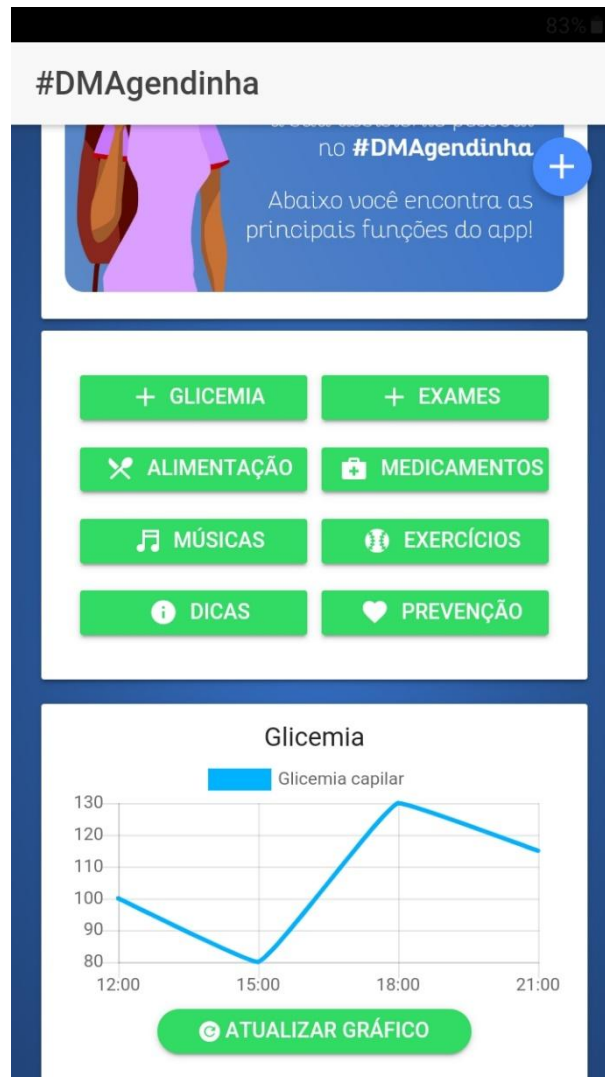 83%
#DMAgendinha
no #DMAgendinha
Abaixo você encontra as
principais funções do app!
+ GLICEMIA
+ EXAMES
ALIMENTAÇÃO
MEDICAMENTOS
MÚSICAS
EXERCÍCIOS
DICAS
PREVENÇÃO
Glicemia
Glicemia capilar
130
120
110
100
90
80
12:00
15:00
18:00
21:00
ATUALIZAR GRÁFICO